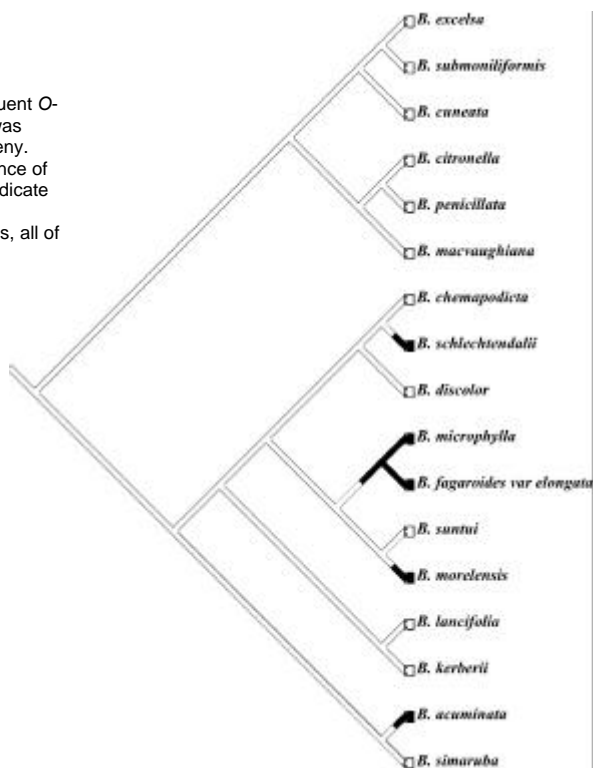 uent O-
was
eny.
nce of
dicate
s, all of
B. excelsa
B. submoniliformis
B. cuneata
B. citronella
B. penicillata
B. macvaughiana
B. chemapodicta
B. schlechtendalii
B. discolor
B. microphylla
B. fagaroides var elongata
B. suntui
B. morelensis
B. lancifolia
B. kerberii
B. acuminata
B. simaruba